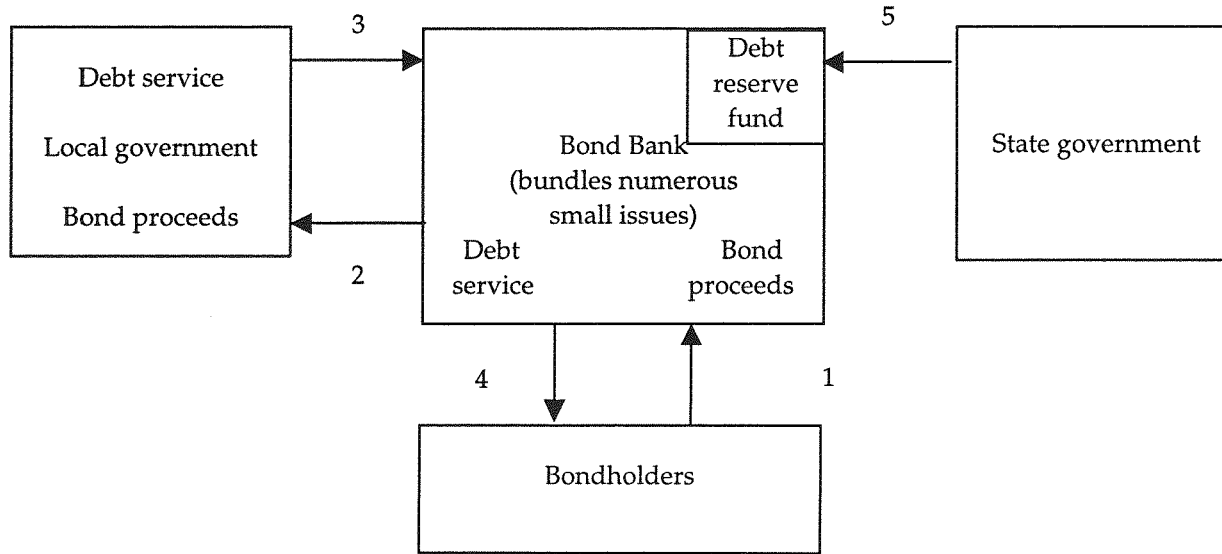 3
5
Debt service
Local government
Bond proceeds
2
Debt
reserve
fund
Bond Bank
(bundles numerous
small issues)
Debt
service
Bond
proceeds
State government
4
1
Bondholders